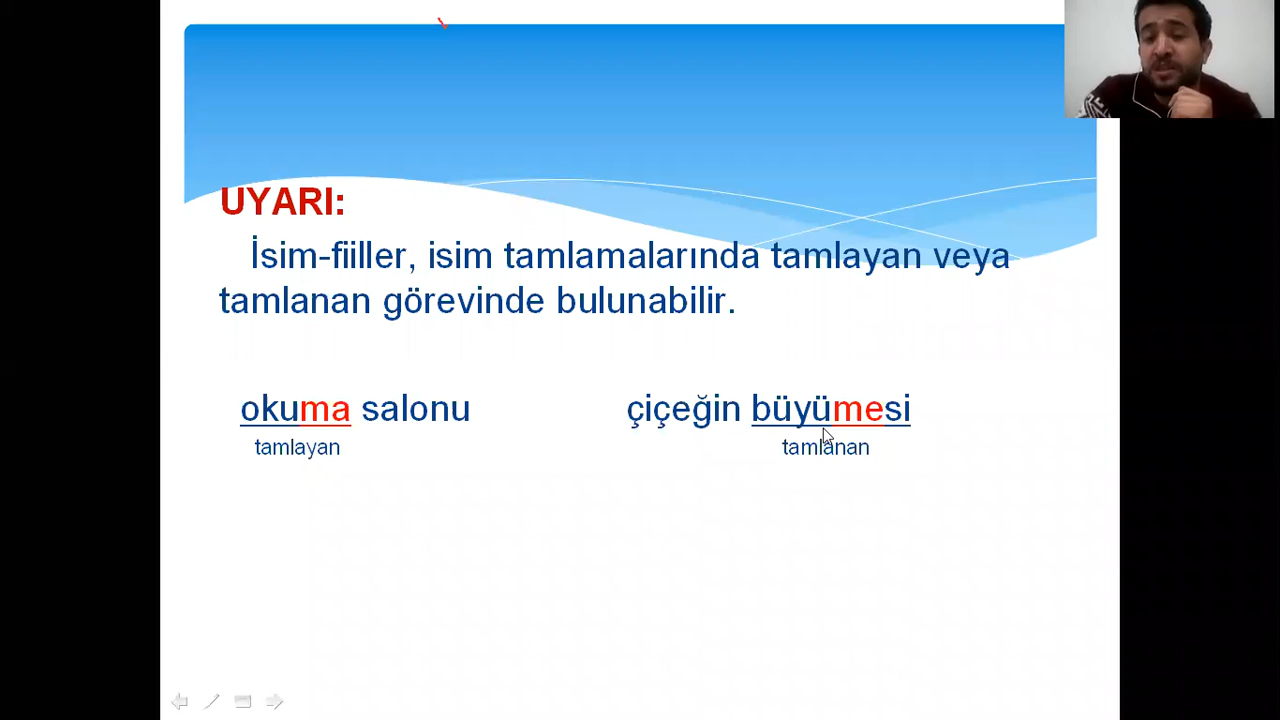 UYARI:
İsim-fiiller, isim tamlamalarında tamlayan veya
tamlanan görevinde bulunabilir.
okuma salonu çiçeğin büyümesi
tamlayan tamlanan